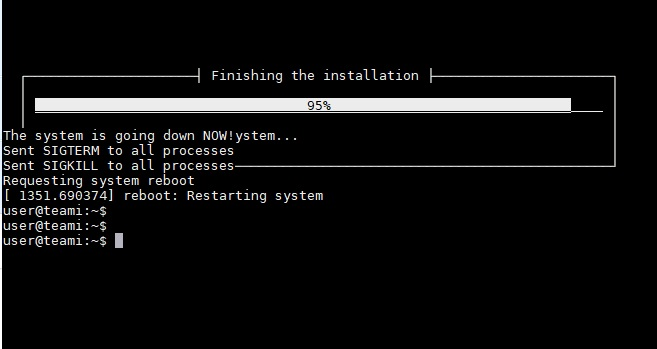 Finishing the installation
95%
The system is going down NOW!ystem...
Sent SIGTERM to all processes
Sent SIGKILL to all processes
Requesting system reboot
[ 1351.690374] reboot: Restarting system
user@teami:~$
user@teami:~$
user@teami:~$